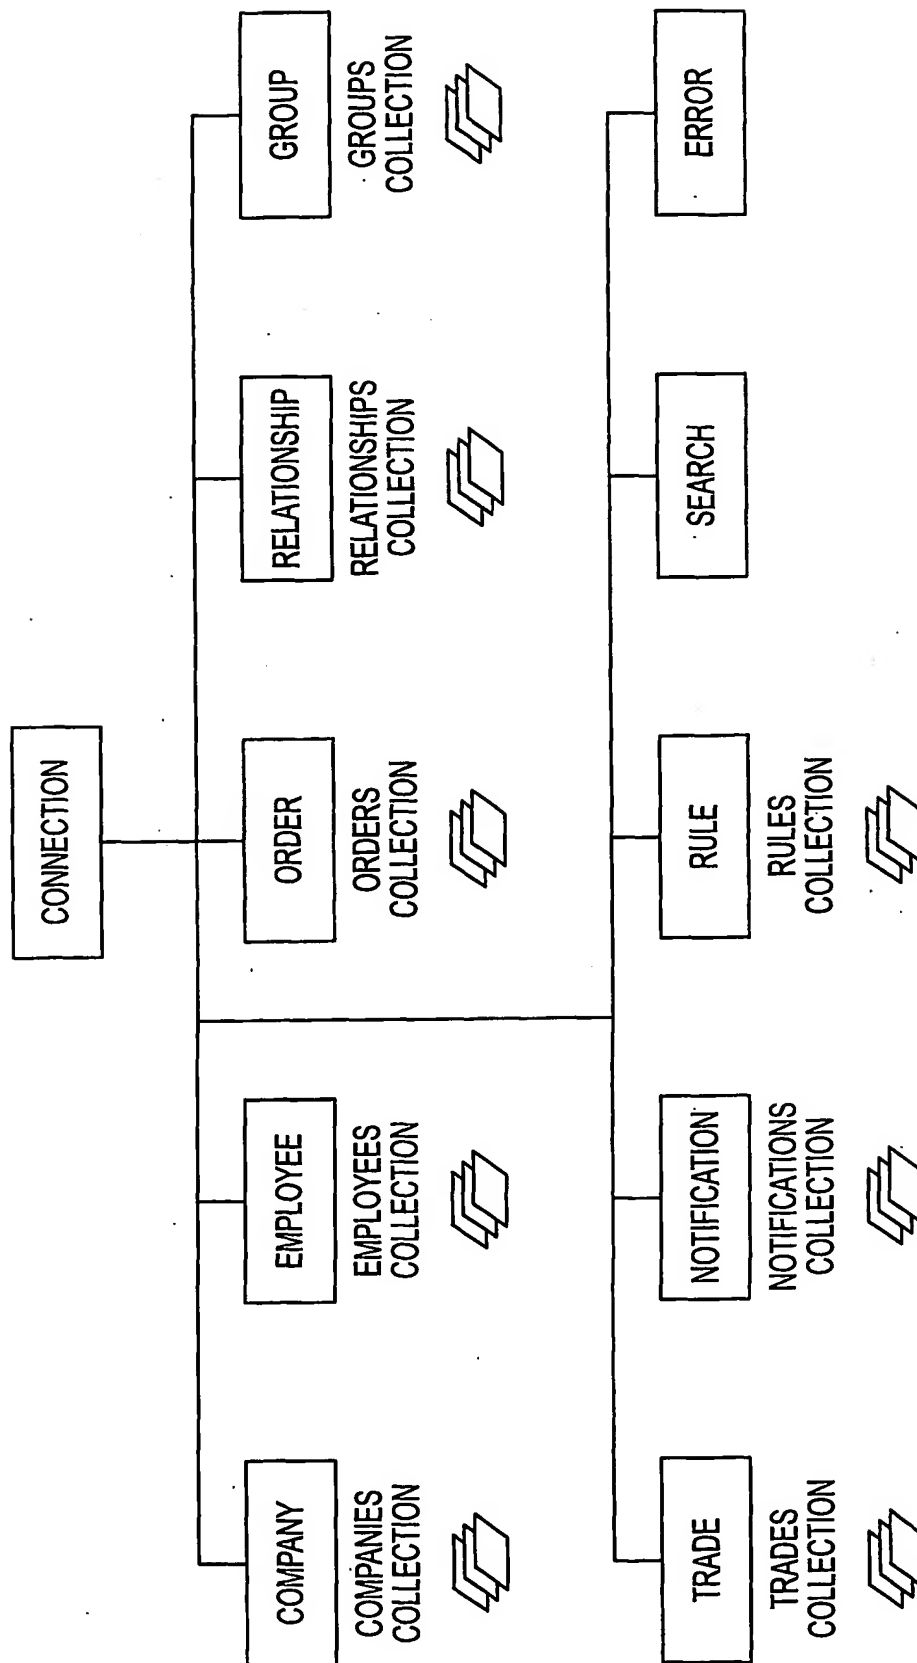 CONNECTION
COMPANY
COMPANIES
COLLECTION
EMPLOYEE
EMPLOYEES
COLLECTION
ORDER
ORDERS
COLLECTION
RELATIONSHIP
RELATIONSHIPS
COLLECTION
GROUP
GROUPS
COLLECTION
TRADE
TRADES
COLLECTION
NOTIFICATION
NOTIFICATIONS
COLLECTION
RULE
RULES
COLLECTION
SEARCH
ERROR